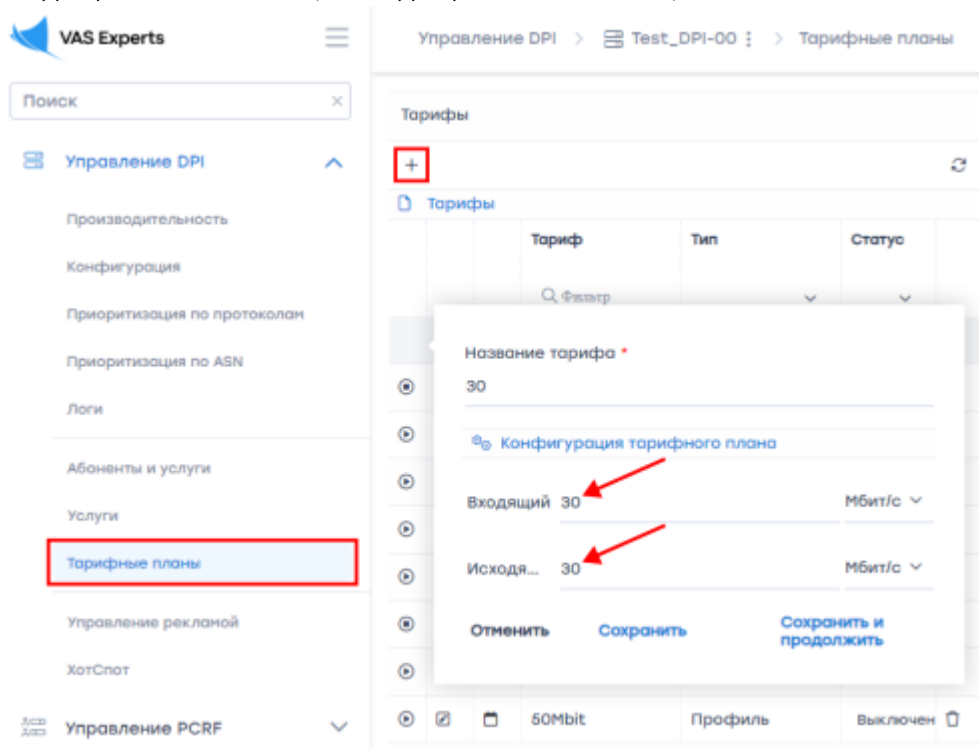 VAS Experts
Управление DPI > Test_DPI-00 > Тарифные планы
Поиск
Управление DPI
Производительность
Конфигурация
Приоритизация по протоколам
Приоритизация по ASN
Логи
Абоненты и услуги
Услуги
Тарифные планы
Управление рекламой
ХотСпот
Управление PCRF
Тарифы
+
Тарифы
Тариф Тип Статус
Фильтр
Название тарифа *
30
Конфигурация тарифного плана
Входящий 30 Мбит/с
Исходя... 30 Мбит/с
Отменить Сохранить Сохранить и
продолжить
50Mbit Профиль Выключен